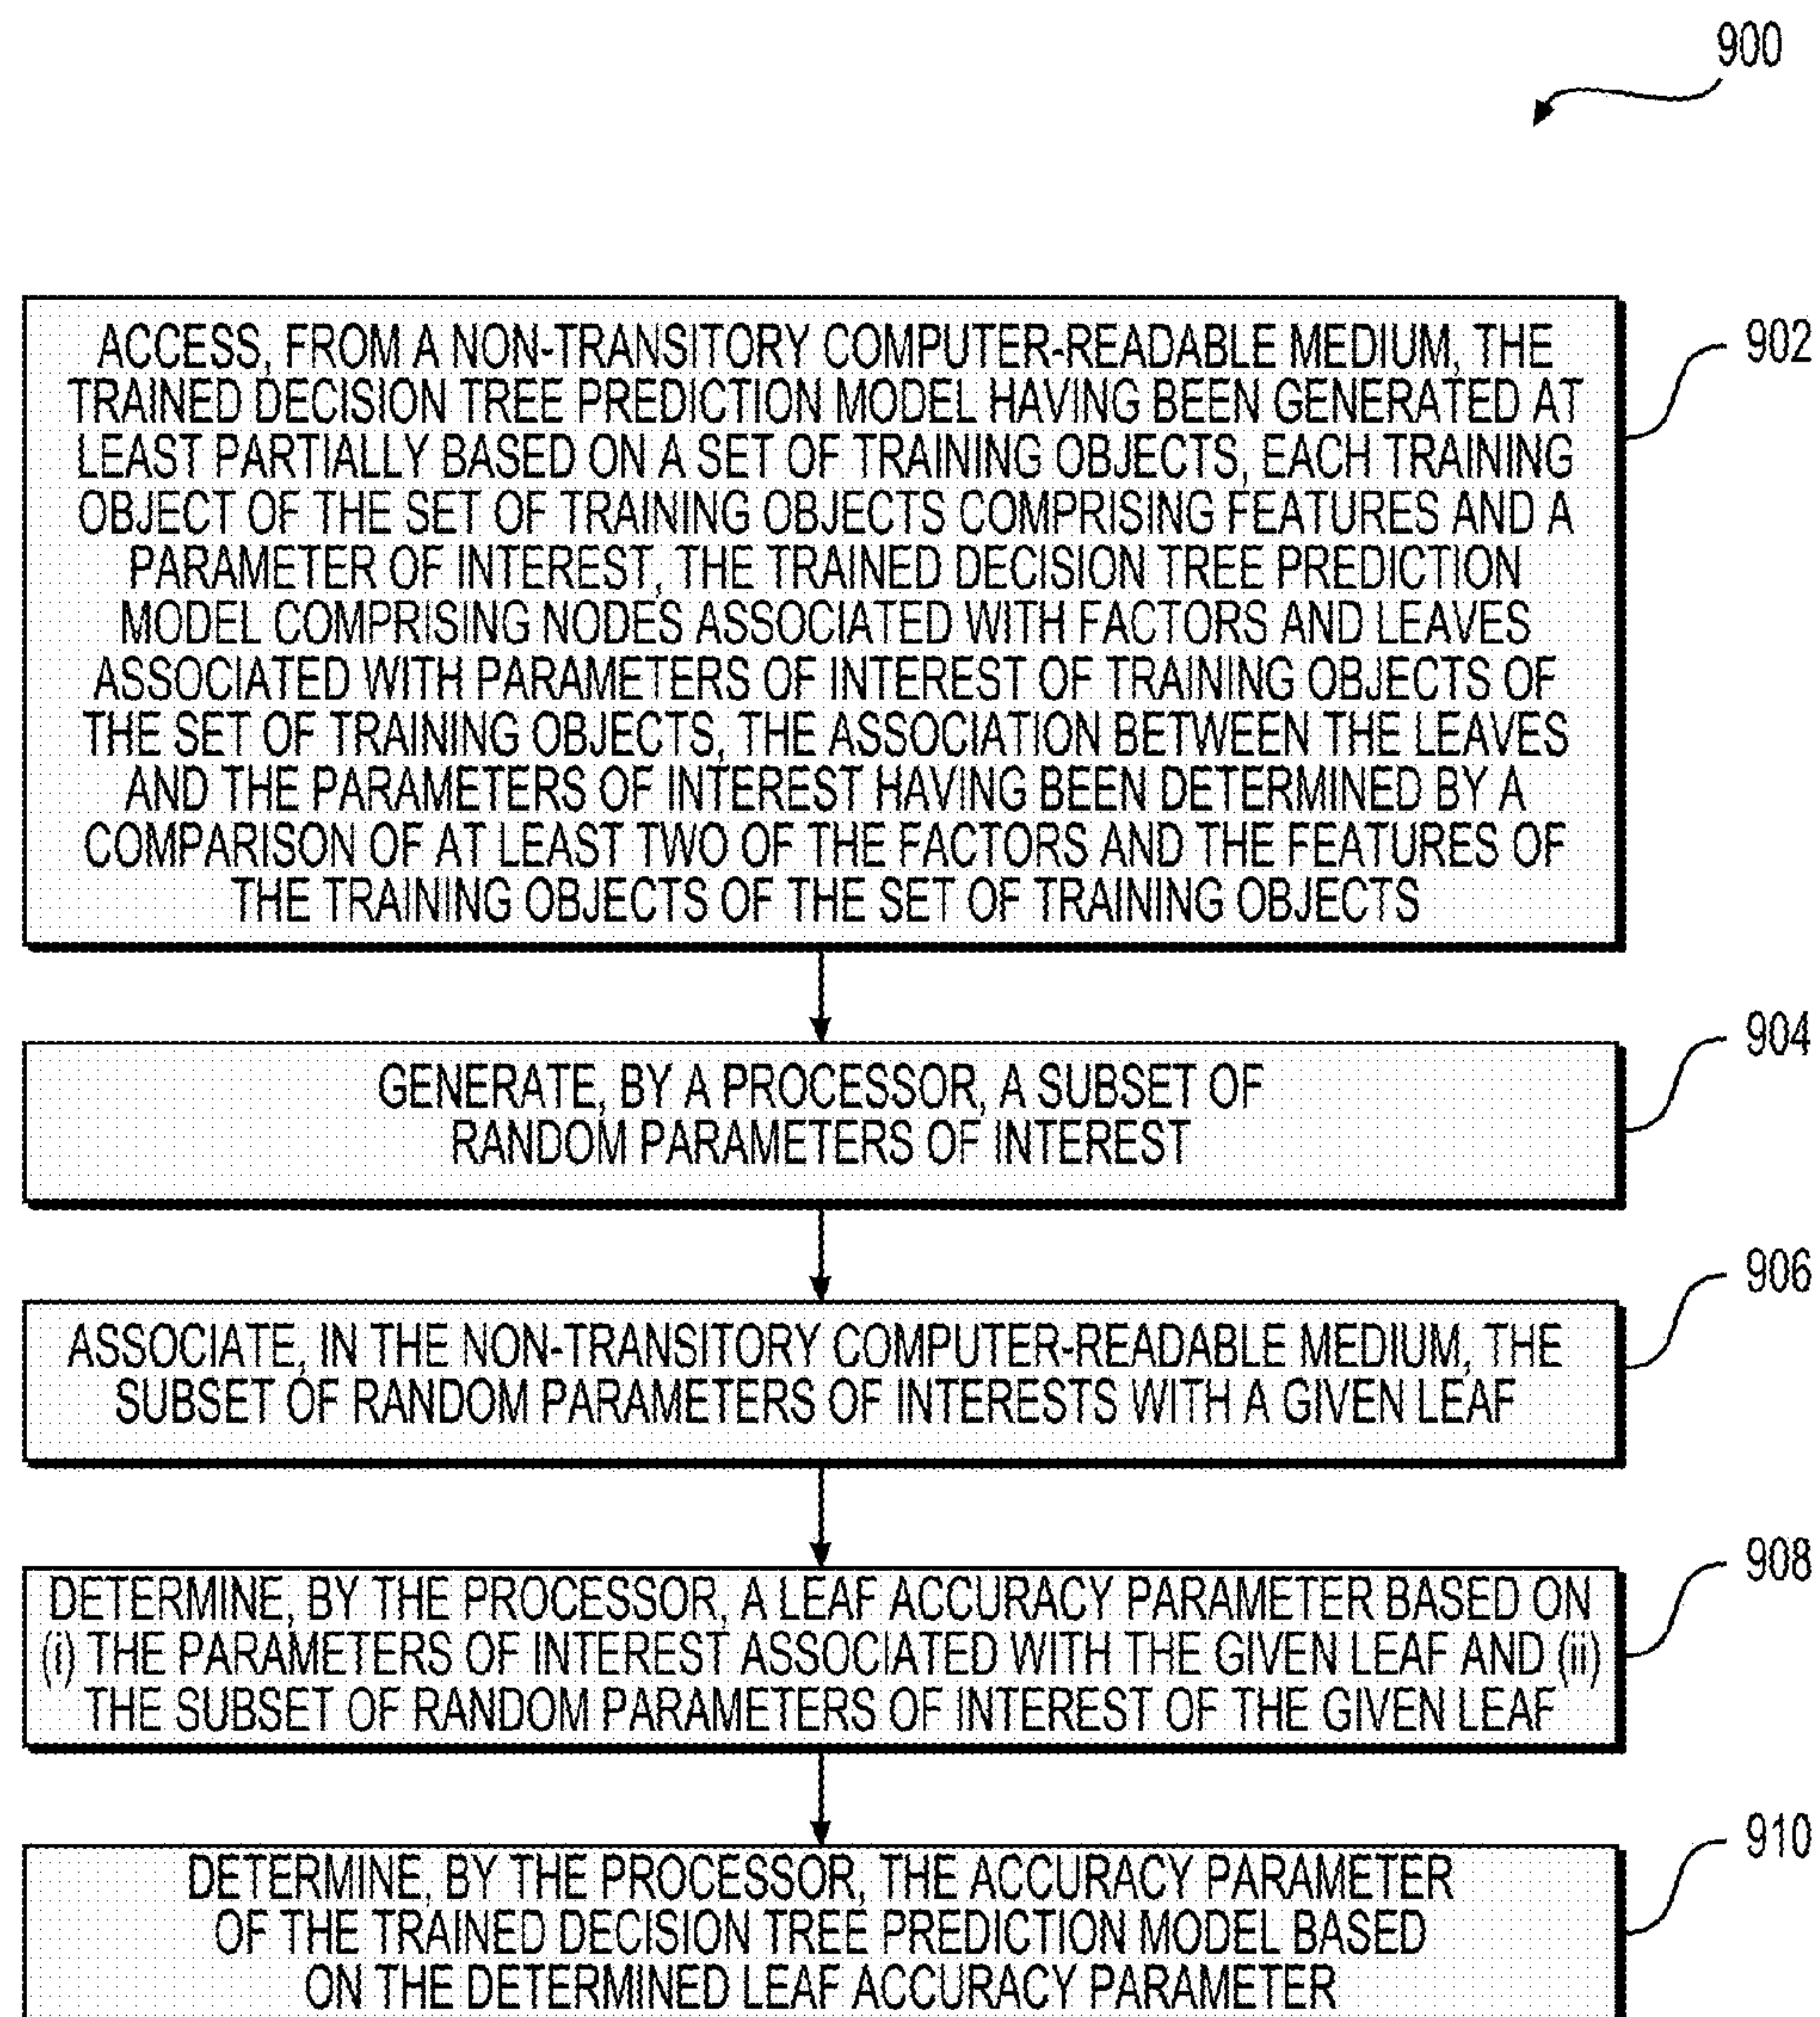 900
ACCESS, FROM A NON-TRANSITORY COMPUTER-READABLE MEDIUM, THE
TRAINED DECISION TREE PREDICTION MODEL HAVING BEEN GENERATED AT
LEAST PARTIALLY BASED ON A SET OF TRAINING OBJECTS, EACH TRAINING
OBJECT OF THE SET OF TRAINING OBJECTS COMPRISING FEATURES AND A
PARAMETER OF INTEREST, THE TRAINED DECISION TREE PREDICTION
MODEL COMPRISING NODES ASSOCIATED WITH FACTORS AND LEAVES
ASSOCIATED WITH PARAMETERS OF INTEREST OF TRAINING OBJECTS OF
THE SET OF TRAINING OBJECTS, THE ASSOCIATION BETWEEN THE LEAVES
AND THE PARAMETERS OF INTEREST HAVING BEEN DETERMINED BY A
COMPARISON OF AT LEAST TWO OF THE FACTORS AND THE FEATURES OF
THE TRAINING OBJECTS OF THE SET OF TRAINING OBJECTS
902
GENERATE, BY A PROCESSOR, A SUBSET OF
RANDOM PARAMETERS OF INTEREST
904
ASSOCIATE, IN THE NON-TRANSITORY COMPUTER-READABLE MEDIUM, THE
SUBSET OF RANDOM PARAMETERS OF INTERESTS WITH A GIVEN LEAF
906
DETERMINE, BY THE PROCESSOR, A LEAF ACCURACY PARAMETER BASED ON
(i) THE PARAMETERS OF INTEREST ASSOCIATED WITH THE GIVEN LEAF AND (ii)
THE SUBSET OF RANDOM PARAMETERS OF INTEREST OF THE GIVEN LEAF
908
DETERMINE, BY THE PROCESSOR, THE ACCURACY PARAMETER
OF THE TRAINED DECISION TREE PREDICTION MODEL BASED
ON THE DETERMINED LEAF ACCURACY PARAMETER
910